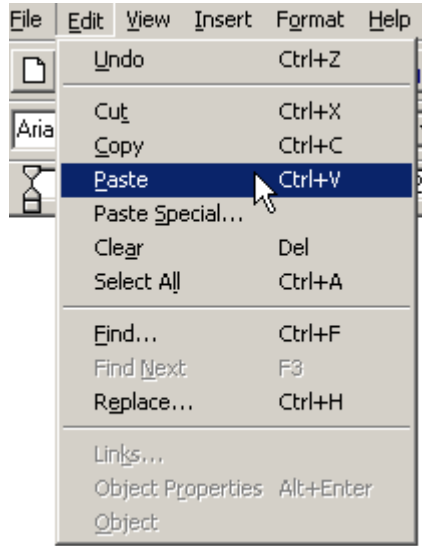 File Edit View Insert Format Help
Undo Ctrl+Z
Cut Ctrl+X
Aria
Copy Ctrl+C
Paste Ctrl+V
Paste Special...
Clear Del
Select All Ctrl+A
Find... Ctrl+F
Find Next F3
Replace... Ctrl+H
Links...
Object Properties Alt+Enter
Object